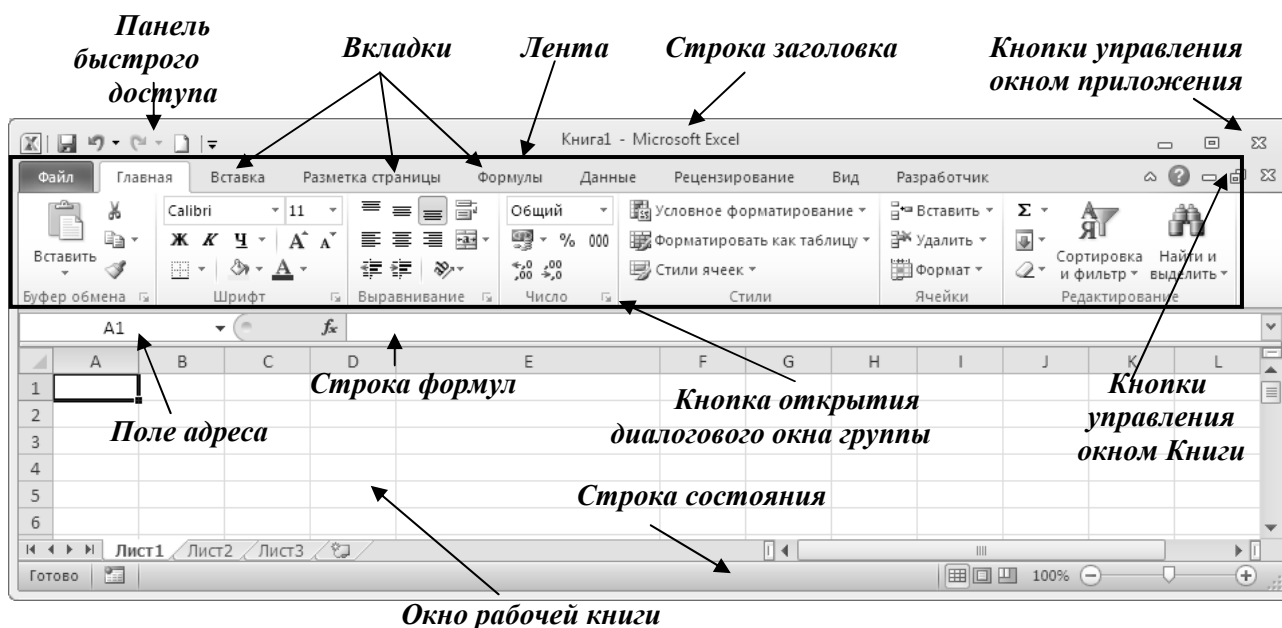 Панель
быстрого
доступа
Вкладки
Лента
Строка заголовка
Кнопки управления
окном приложения
Книга1 - Microsoft Excel
Файл Главная Вставка Разметка страницы Формулы Данные Рецензирование Вид Разработчик
Вставить
Буфер обмена
Calibri 11
Ж К Ч A A
A
Шрифт
Выравнивание
Общий
% 000
,00 ,00
Число
Условное форматирование
Форматировать как таблицу
Стили ячеек
Стили
Вставить
Удалить
Формат
Ячейки
Σ
Сортировка
и фильтр
Найти и
выделить
Редактирование
A1
fx
A B C D E F G H I J K L
1
2
3
4
5
6
Строка формул
Поле адреса
Кнопка открытия
диалогового окна группы
Кнопки
управления
окном Книги
Строка состояния
Лист1 Лист2 Лист3
Готово
100%
Окно рабочей книги